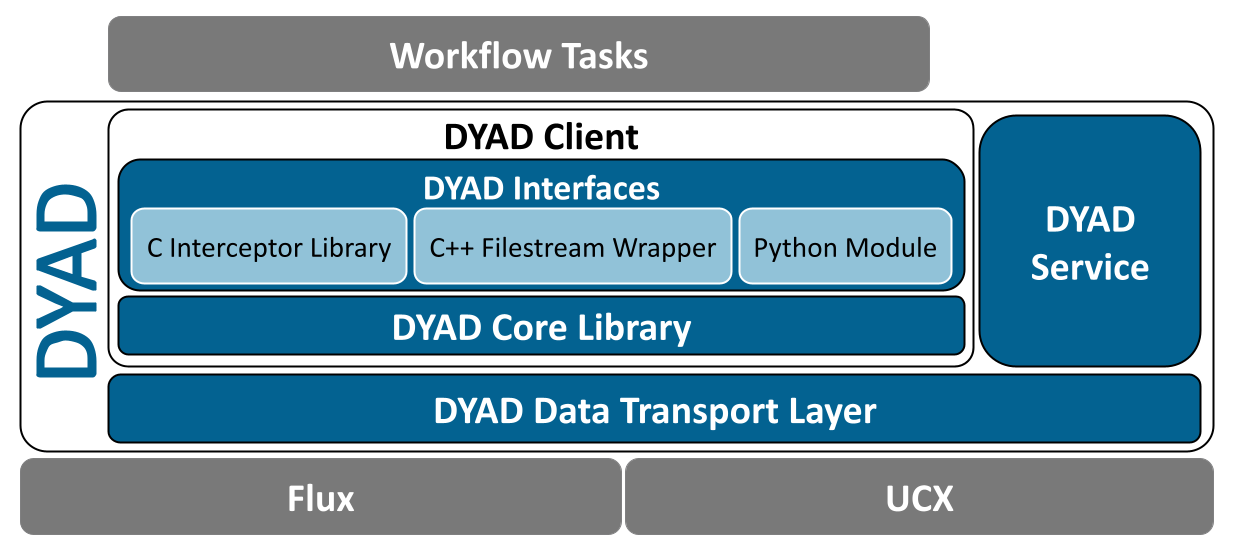 Workflow Tasks
DYAD
DYAD Client
DYAD Interfaces
C Interceptor Library
C++ Filestream Wrapper
Python Module
DYAD Core Library
DYAD
Service
DYAD Data Transport Layer
Flux
UCX